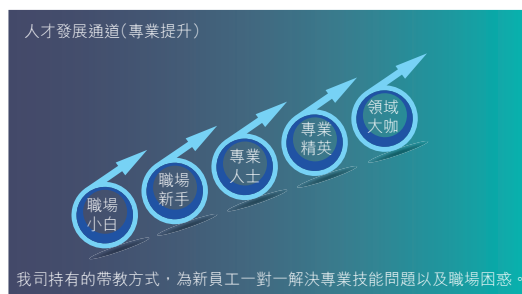 人才發展通道(專業提升)
職場
小白
職場
新手
專業
人士
專業
精英
領域
大咖
我司持有的帶教方式，為新員工一對一解決專業技能問題以及職場困惑。